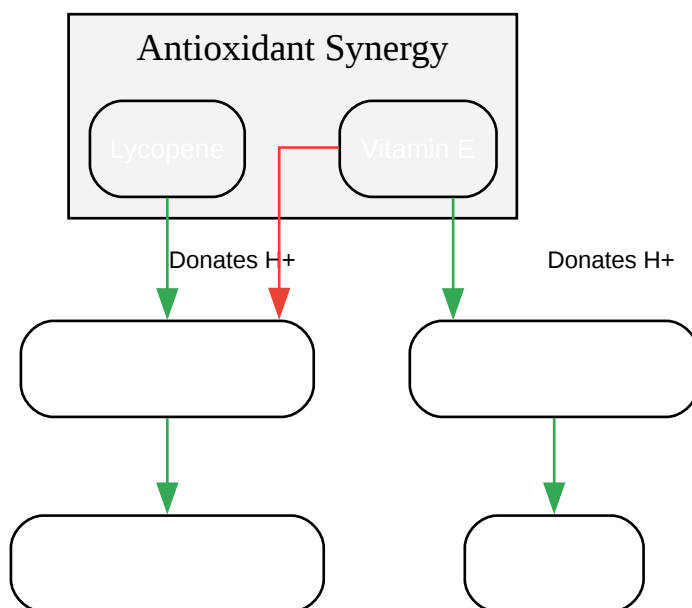 Antioxidant Synergy
Lycopene
Vitamin E
Donates H+
Donates H+